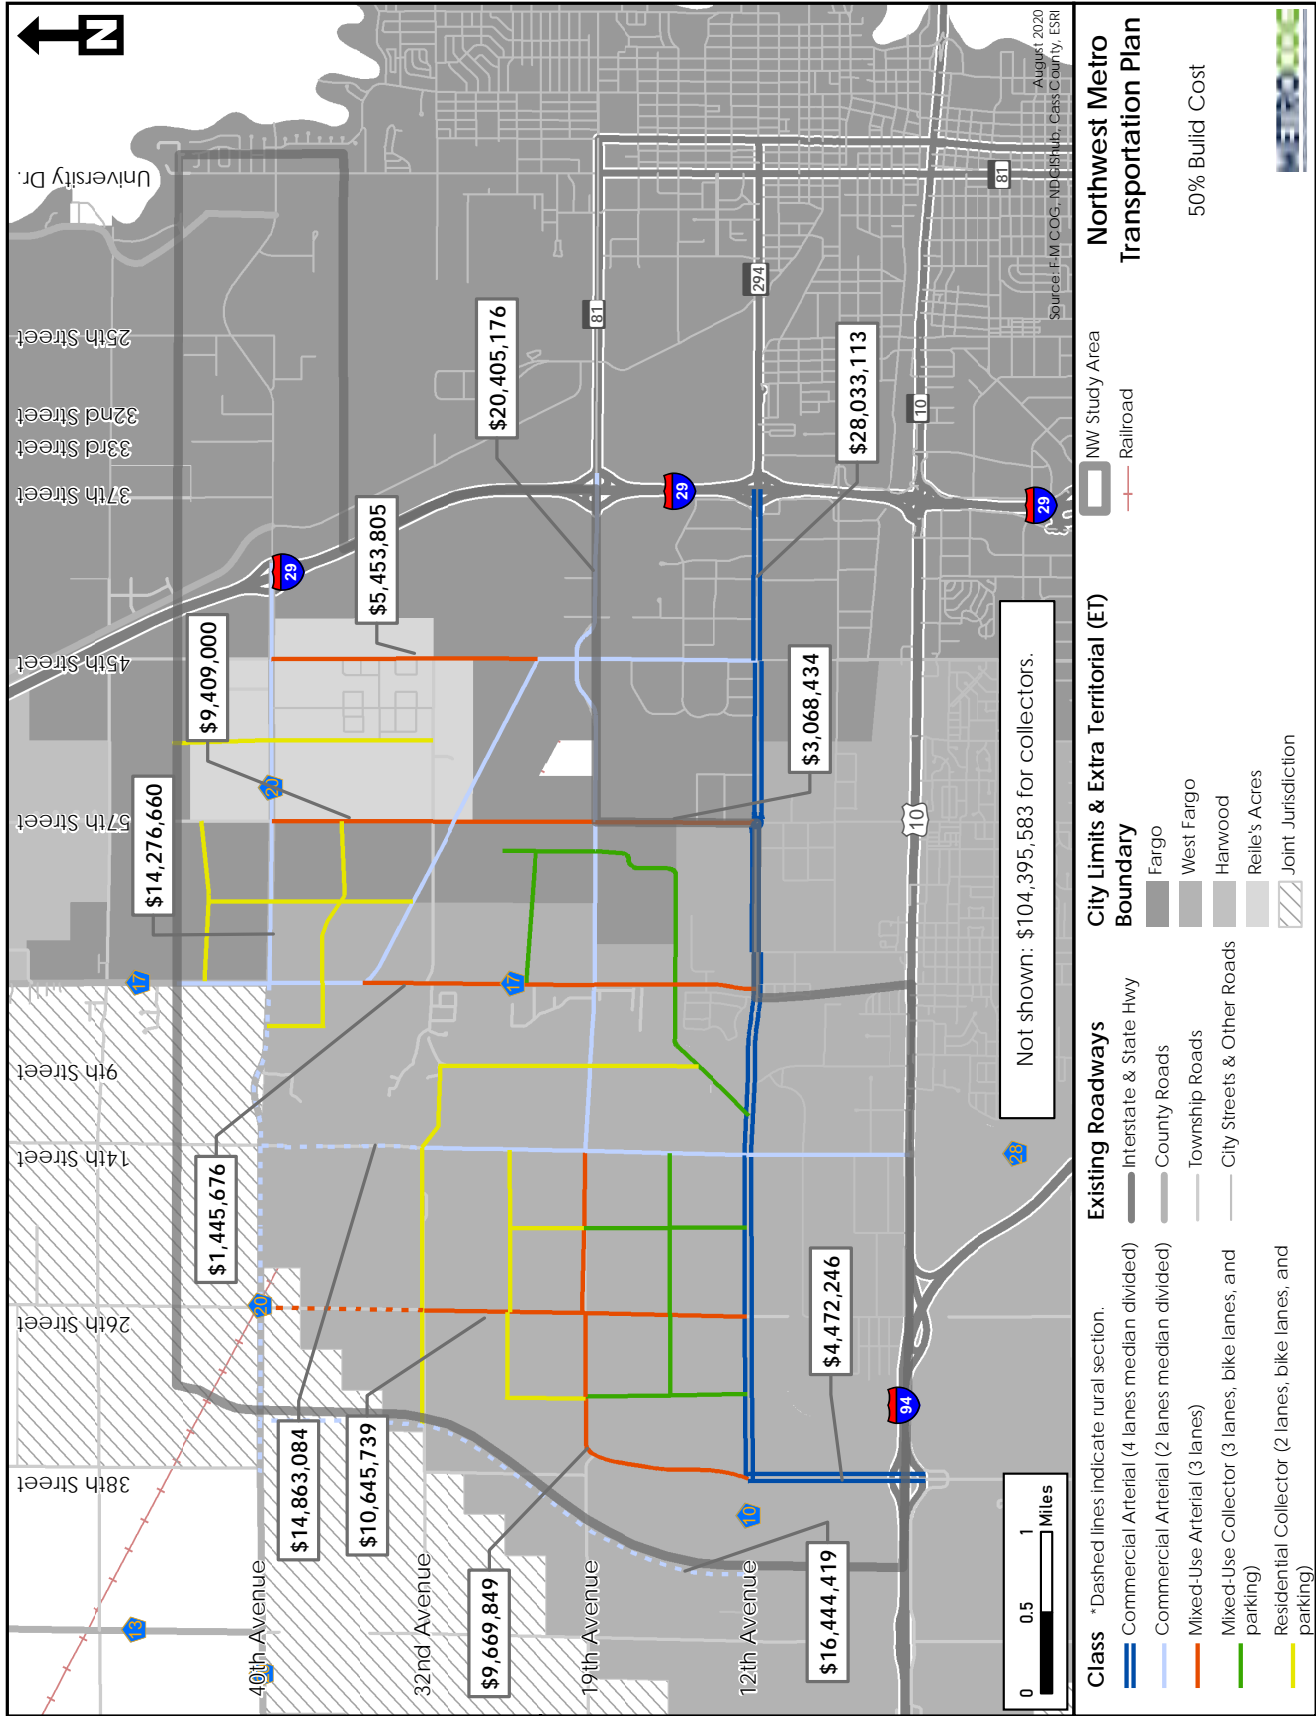 N
University Dr.
25th Street
32nd Street
33rd Street
37th Street
45th Street
57th Street
9th Street
14th Street
26th Street
38th Street
40th Avenue
32nd Avenue
19th Avenue
12th Avenue
$20,405,176
$28,033,113
$5,453,805
$9,409,000
$3,068,434
$14,276,660
$1,445,676
$4,472,246
$14,863,084
$10,645,739
$9,669,849
$16,444,419
81
81
294
10
10
29
29
29
94
20
20
17
17
13
10
28
Not shown: $104,395,583 for collectors.
0 0.5 1
Miles
August 2020
Source: F-M COG, NDGISHub, Cass County, ESRI
Class *Dashed lines indicate rural section.
Commercial Arterial (4 lanes median divided)
Commercial Arterial (2 lanes median divided)
Mixed-Use Arterial (3 lanes)
Mixed-Use Collector (3 lanes, bike lanes, and
parking)
Residential Collector (2 lanes, bike lanes, and
parking)
Existing Roadways
Interstate & State Hwy
County Roads
Township Roads
City Streets & Other Roads
City Limits & Extra Territorial (ET)
Boundary
Fargo
West Fargo
Harwood
Reile's Acres
Joint Jurisdiction
NW Study Area
Railroad
Northwest Metro
Transportation Plan
50% Bulid Cost
METROCOG